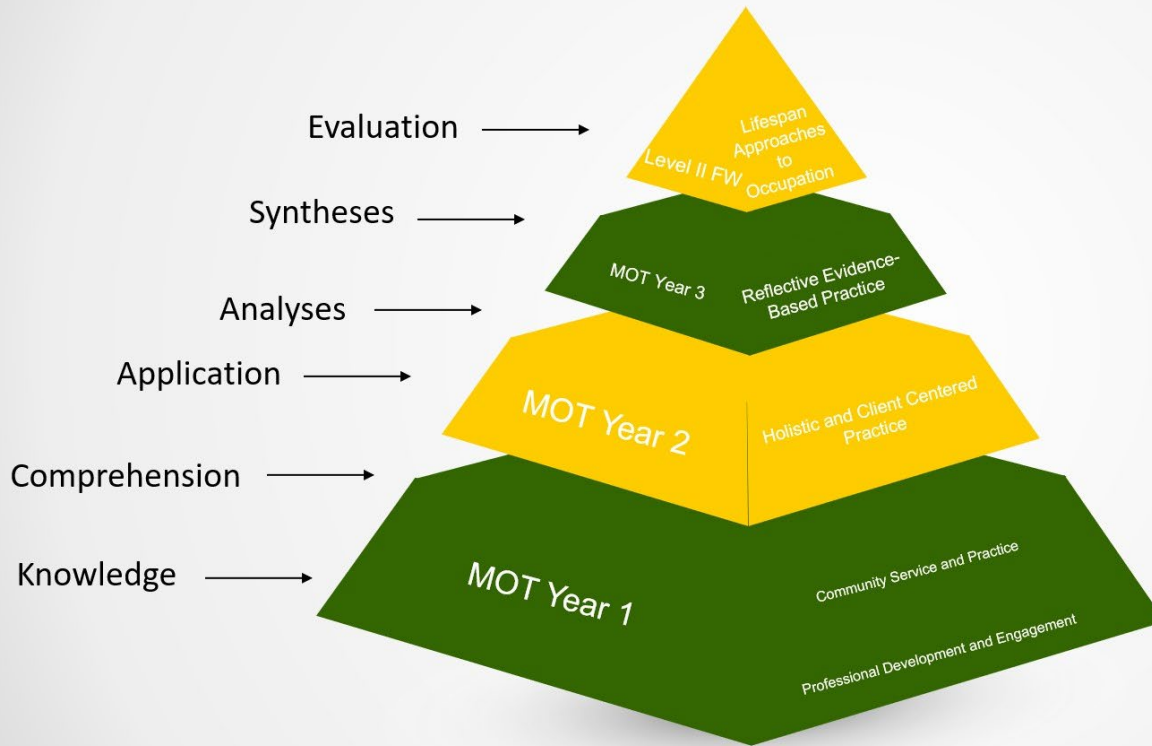 Evaluation
Lifespan
Approaches
to
Occupation
Level II FW
Syntheses
MOT Year 3
Reflective Evidence-
Based Practice
Analyses
Application
MOT Year 2
Holistic and Client Centered
Practice
Comprehension
Knowledge
MOT Year 1
Community Service and Practice
Professional Development and Engagement